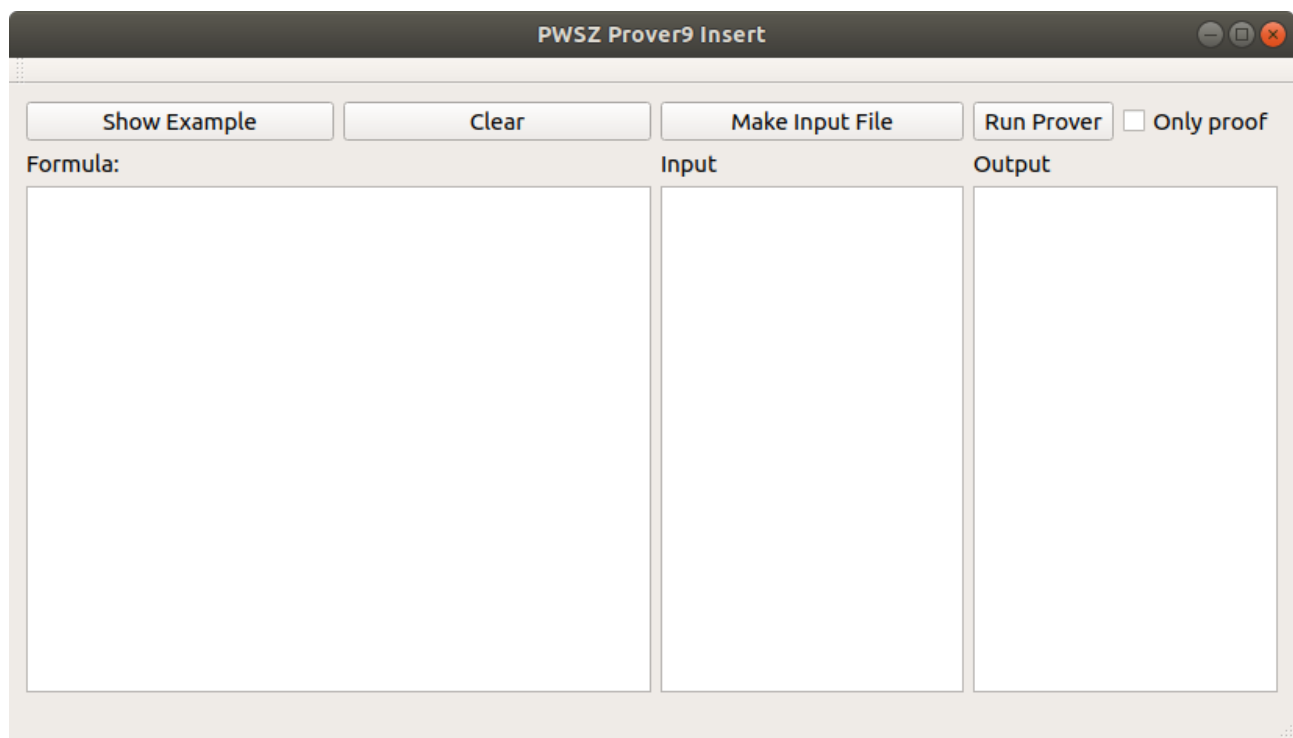 PWSZ Prover9 Insert
Show Example Clear Make Input File Run Prover Only proof
Formula: Input Output